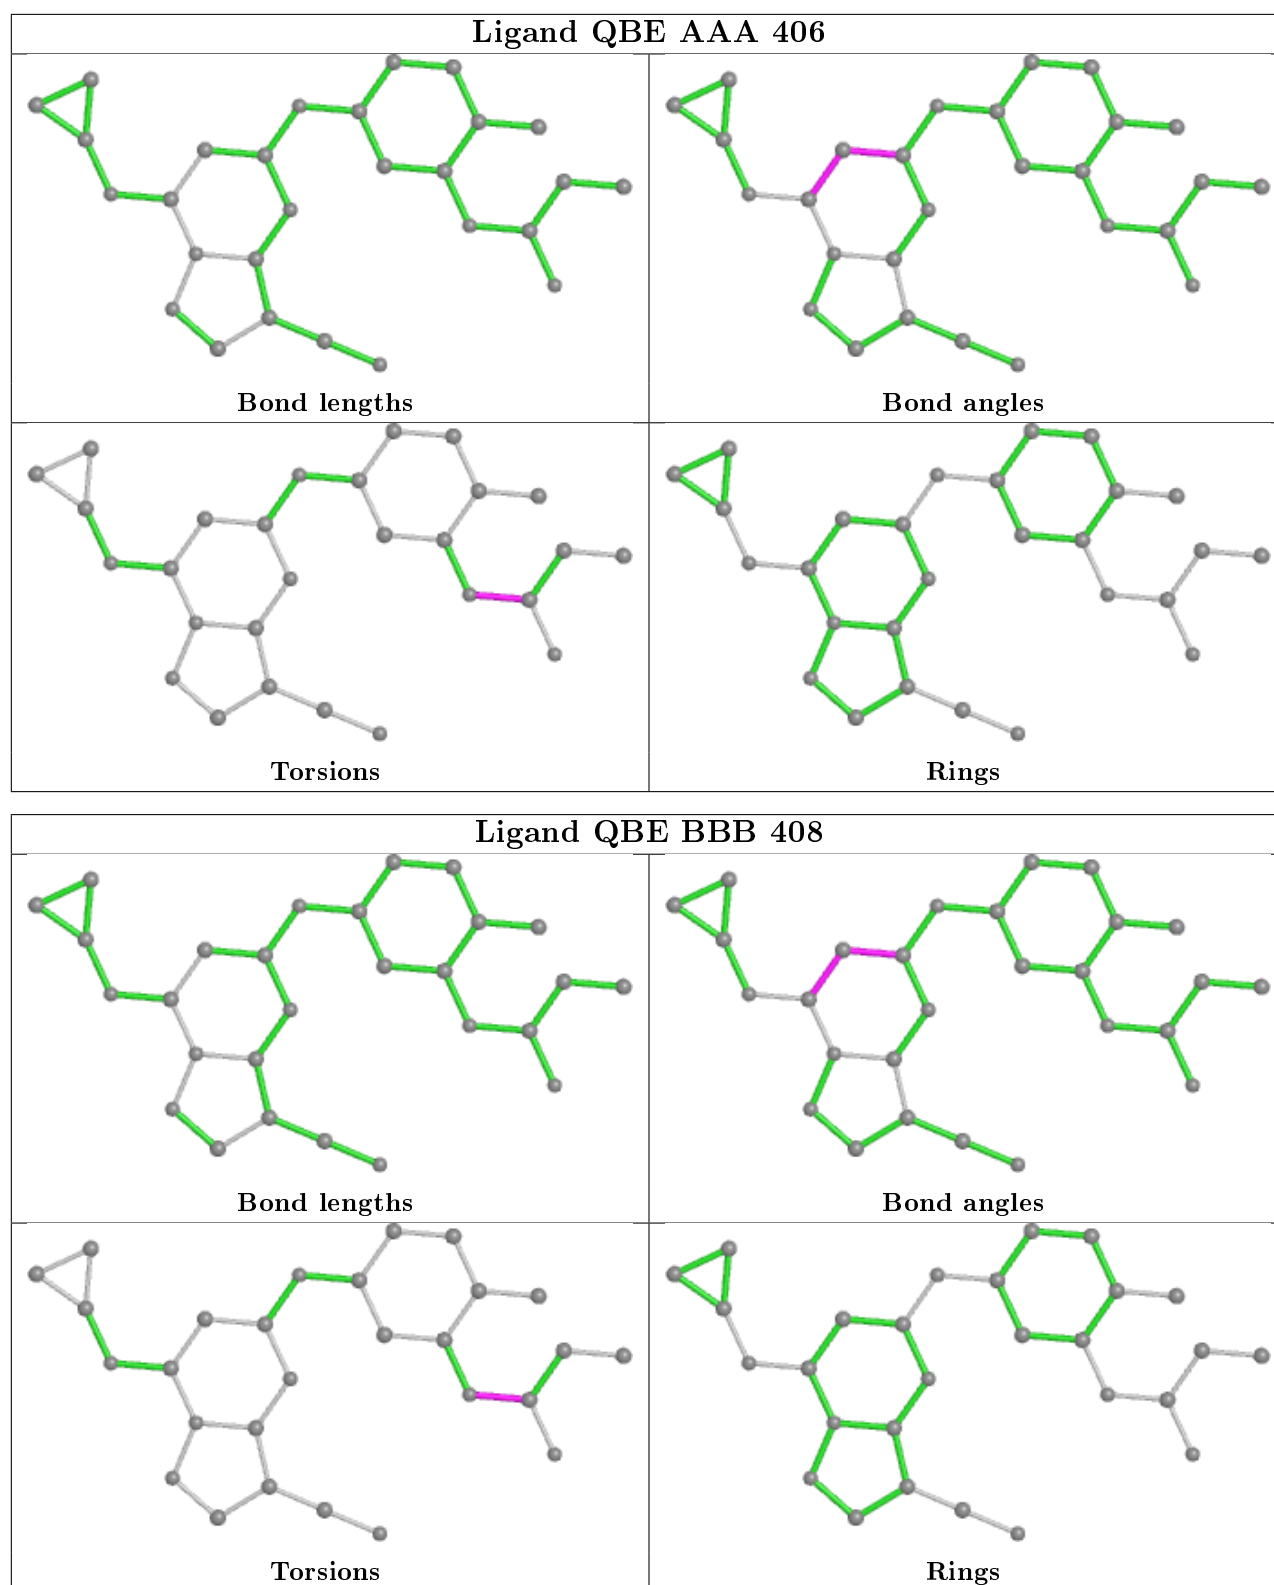 Ligand QBE AAA 406
Bond lengths
Bond angles
Torsions
Rings
Ligand QBE BBB 408
Bond lengths
Bond angles
Torsions
Rings